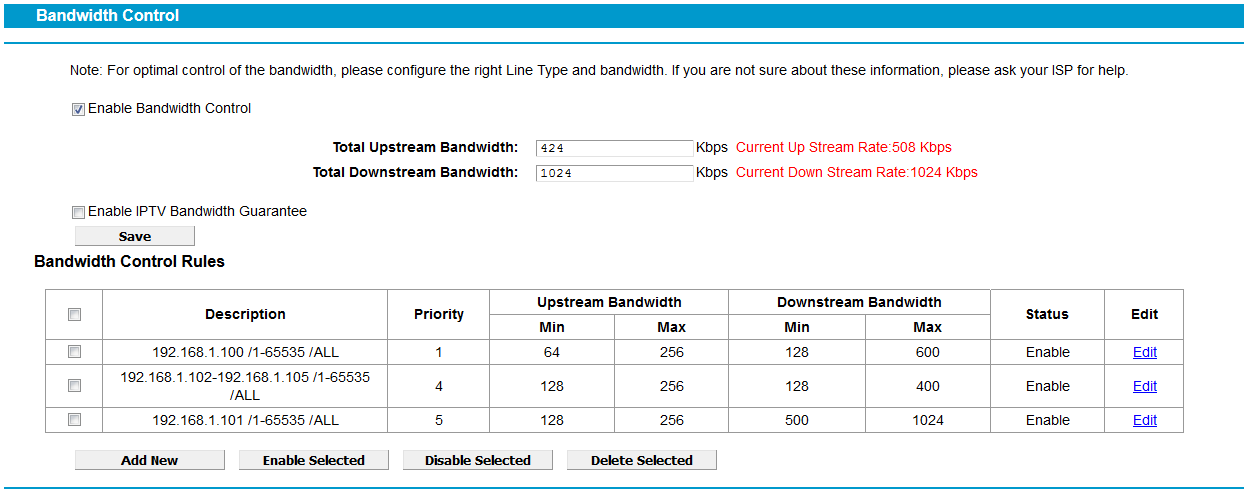 Bandwidth Control
Note: For optimal control of the bandwidth, please configure the right Line Type and bandwidth. If you are not sure about these information, please ask your ISP for help.
Enable Bandwidth Control
Total Upstream Bandwidth: 424 Kbps Current Up Stream Rate:508 Kbps
Total Downstream Bandwidth: 1024 Kbps Current Down Stream Rate:1024 Kbps
Enable IPTV Bandwidth Guarantee
Save
Bandwidth Control Rules
Description Priority Upstream Bandwidth Downstream Bandwidth Status Edit
Min Max Min Max
192.168.1.100 /1-65535 /ALL 1 64 256 128 600 Enable Edit
192.168.1.102-192.168.1.105 /1-65535
/ALL 4 128 256 128 400 Enable Edit
192.168.1.101 /1-65535 /ALL 5 128 256 500 1024 Enable Edit
Add New Enable Selected Disable Selected Delete Selected